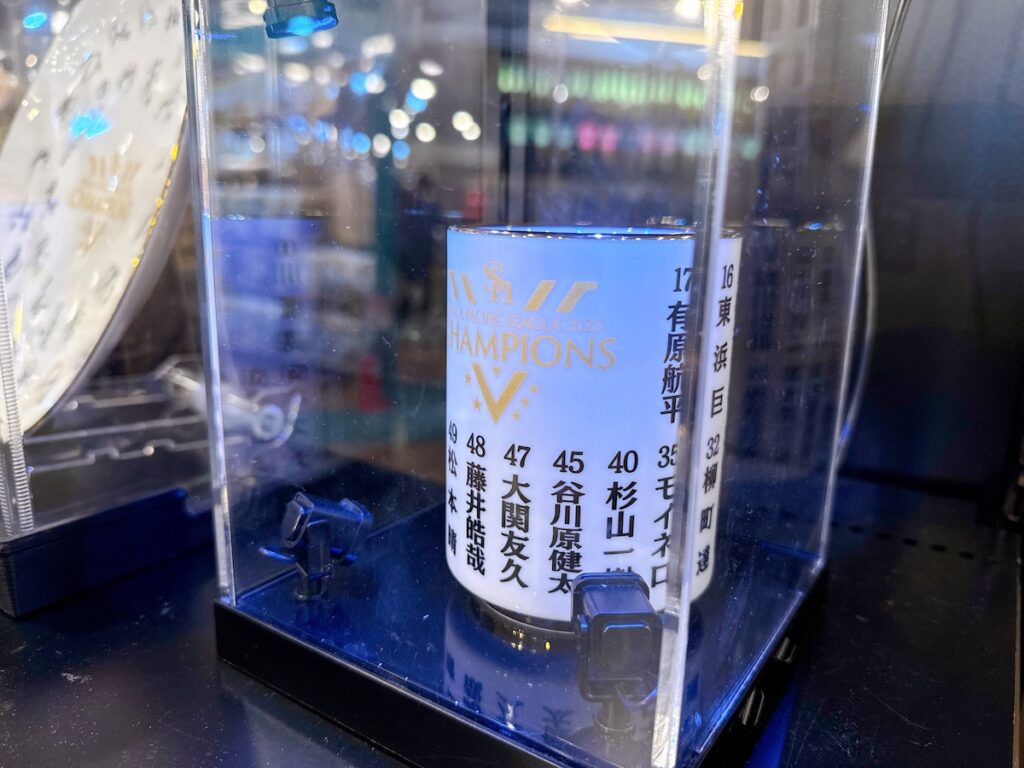 SH
PACIFIC LEAGUE 2025
CHAMPIONS
16 東浜巨
17 有原航平
32 柳町達
35 モイネロ
40 杉山一
45 谷川原健太
47 大関友久
48 藤井皓哉
49 松本晴